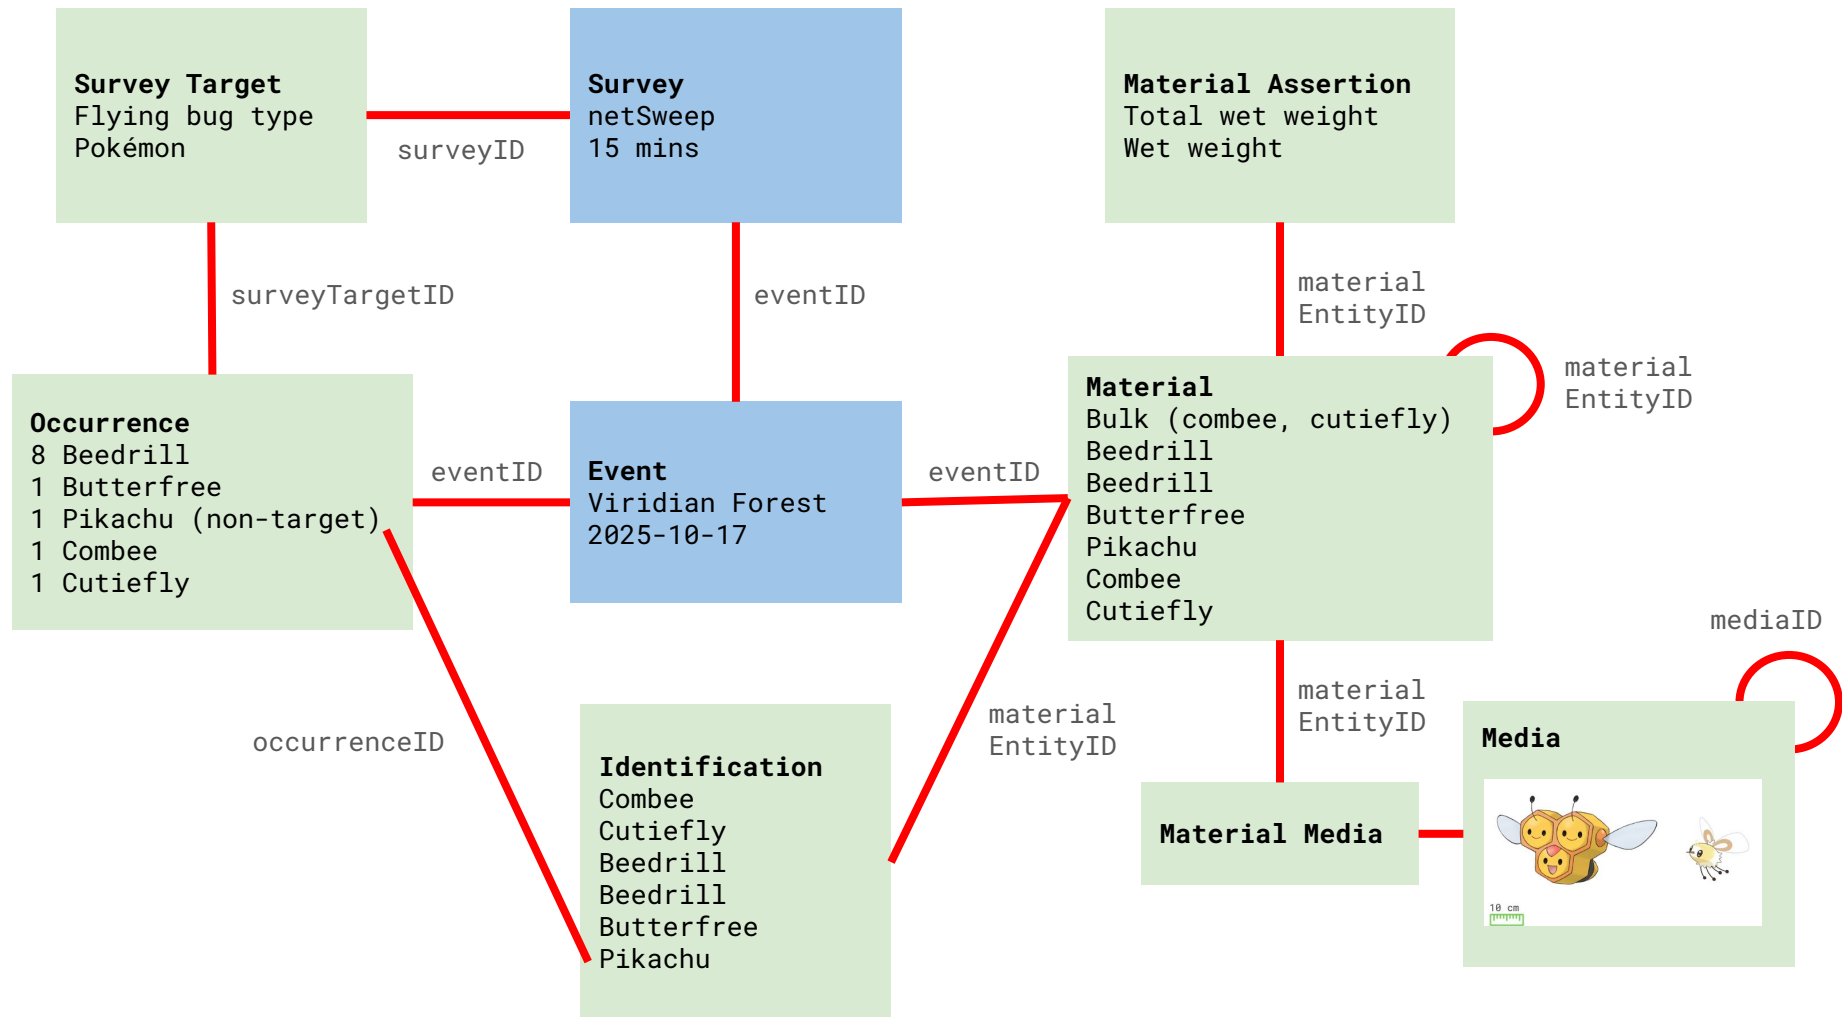 Survey Target
Flying bug type
Pokémon
surveyID
Survey
netSweep
15 mins
Material Assertion
Total wet weight
Wet weight
surveyTargetID
eventID
material
EntityID
material
EntityID
Occurrence
8 Beedrill
1 Butterfree
1 Pikachu (non-target)
1 Combee
1 Cutiefly
eventID
Event
Viridian Forest
2025-10-17
eventID
Material
Bulk (combee, cutiefly)
Beedrill
Beedrill
Butterfree
Pikachu
Combee
Cutiefly
occurrenceID
Identification
Combee
Cutiefly
Beedrill
Beedrill
Butterfree
Pikachu
material
EntityID
material
EntityID
Material Media
mediaID
Media
10 cm